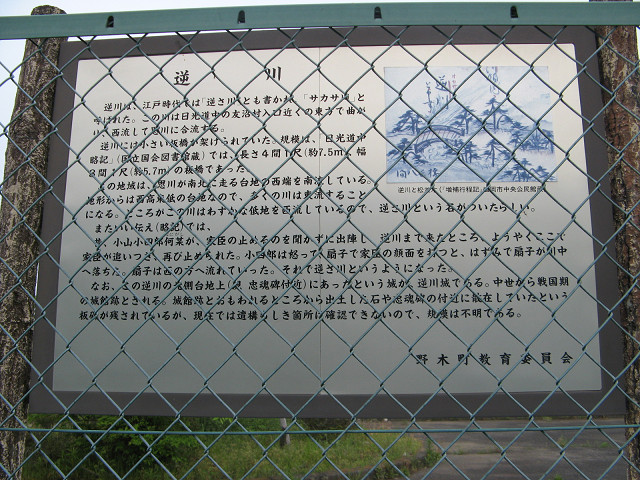 逆川
逆川は、江戸時代では「逆さ川」とも書かれ、「サカサ川」と
呼ばれた。この川は日光道中の友沼村入口近くの東方で曲が
り、西流して思川に合流する。
逆川には小さい板橋が架けられていた。規模は、「日光道中
略記」(国立国会図書館蔵)では、長さ4間1尺(約7.5m)、幅
3間1尺(約5.7m)の板橋であった。
この地域は、思川が南北に走る台地の西端を南流している。
地形からは西高東低の台地なので、多くの川は東流すること
になる。ところがこの川はわずかな低地を西流しているので、逆さ川という名がついたらしい。
またいい伝え(略記)では、
昔、小山小四郎何某が、家臣の止めるのを聞かずに出陣し、逆川まで来たところ、ようやくここで
家臣が追いつき、再び止められた。小四郎は怒って、扇子で家臣の顔面を打つと、はずみで扇子が川中
へ落ちた。扇子は西の方へ流れていった。それで逆さ川というようになった。
なお、この逆川の北側台地上(現 忠魂碑付近)にあったという城が、逆川城である。中世から戦国期
の城館跡とされる。城館跡とおもわれるところから出土した石や忠魂碑の付近に散在していたという
板碑が残されているが、現在では遺構らしき箇所は確認できないので、規模は不明である。
野木町教育委員会
逆川と松並木(「増補行程記」 市中央公民館